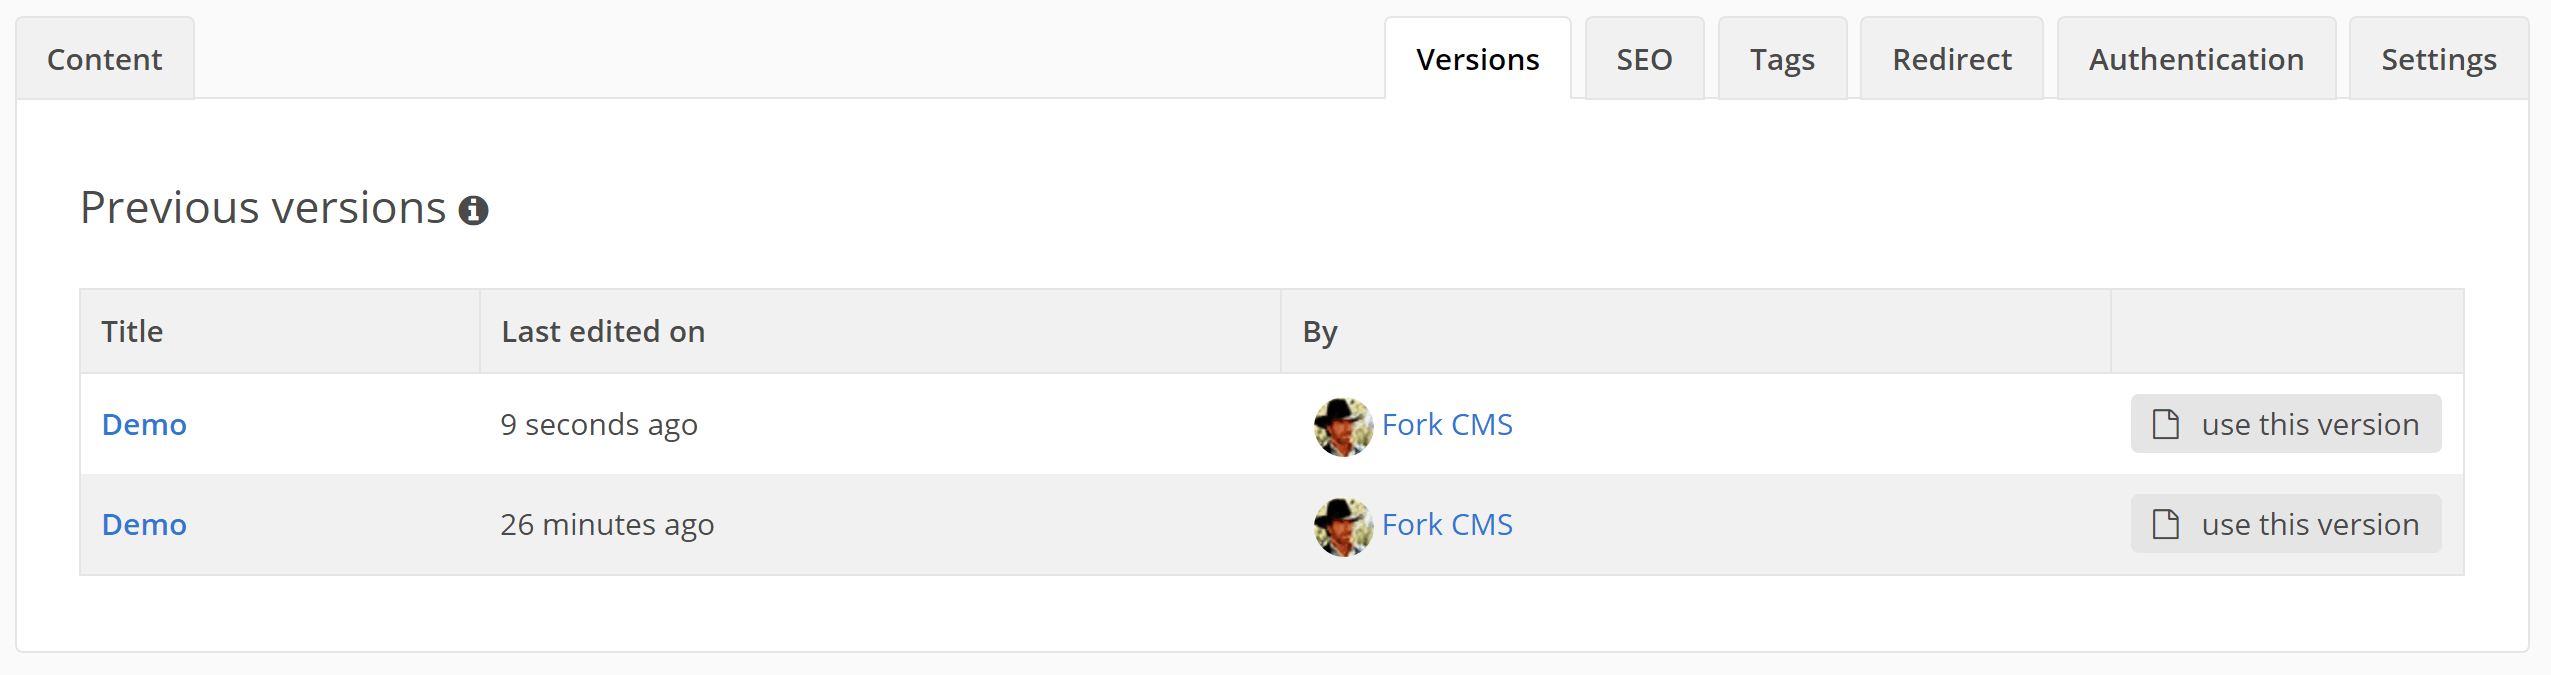 Content Versions SEO Tags Redirect Authentication Settings
Previous versions
Title Last edited on By
Demo 9 seconds ago Fork CMS use this version
Demo 26 minutes ago Fork CMS use this version